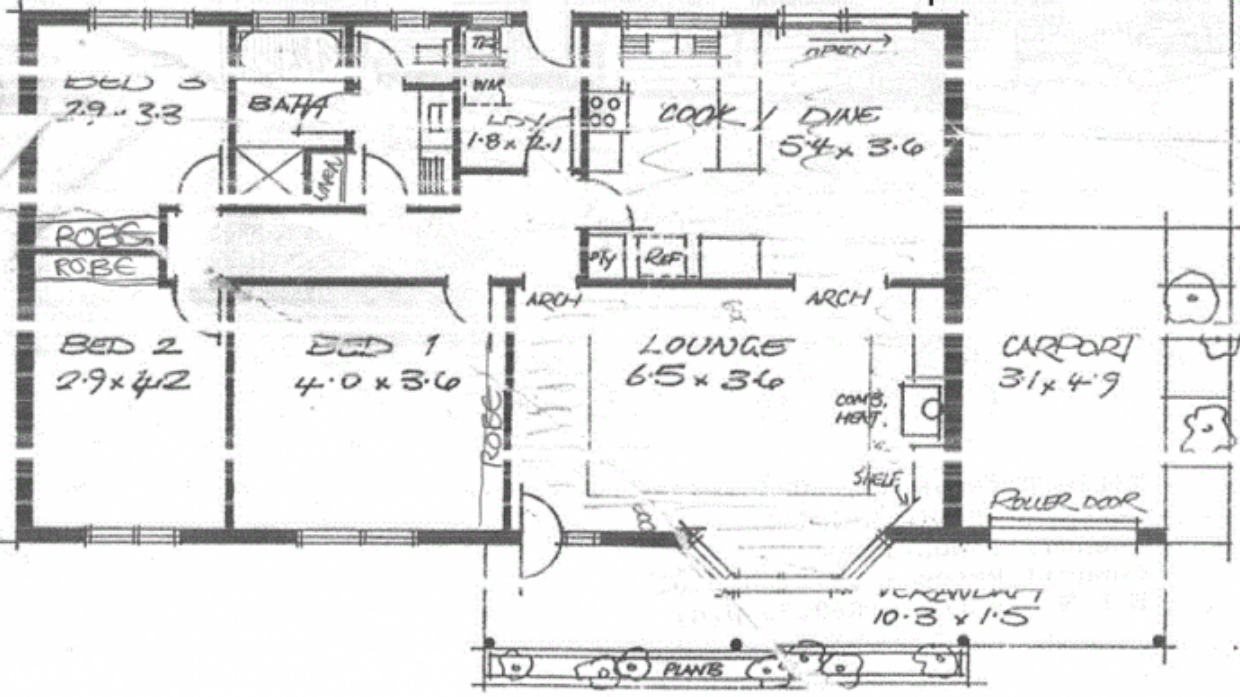 OPEN
BED 3
2.9 x 3.3
BATH
LINEN
TR
WM
LDY
1.8 x 2.1
COOK / DINE
5.4 x 3.6
ROBE
ROBE
PTY
REF
ARCH
ARCH
BED 2
2.9 x 4.2
BED 1
4.0 x 3.6
ROBE
LOUNGE
6.5 x 3.6
COMB.
HEAT.
SHELF
CARPORT
3.1 x 4.9
ROLLER DOOR
VERANDAH
10.3 x 1.5
PLANTS